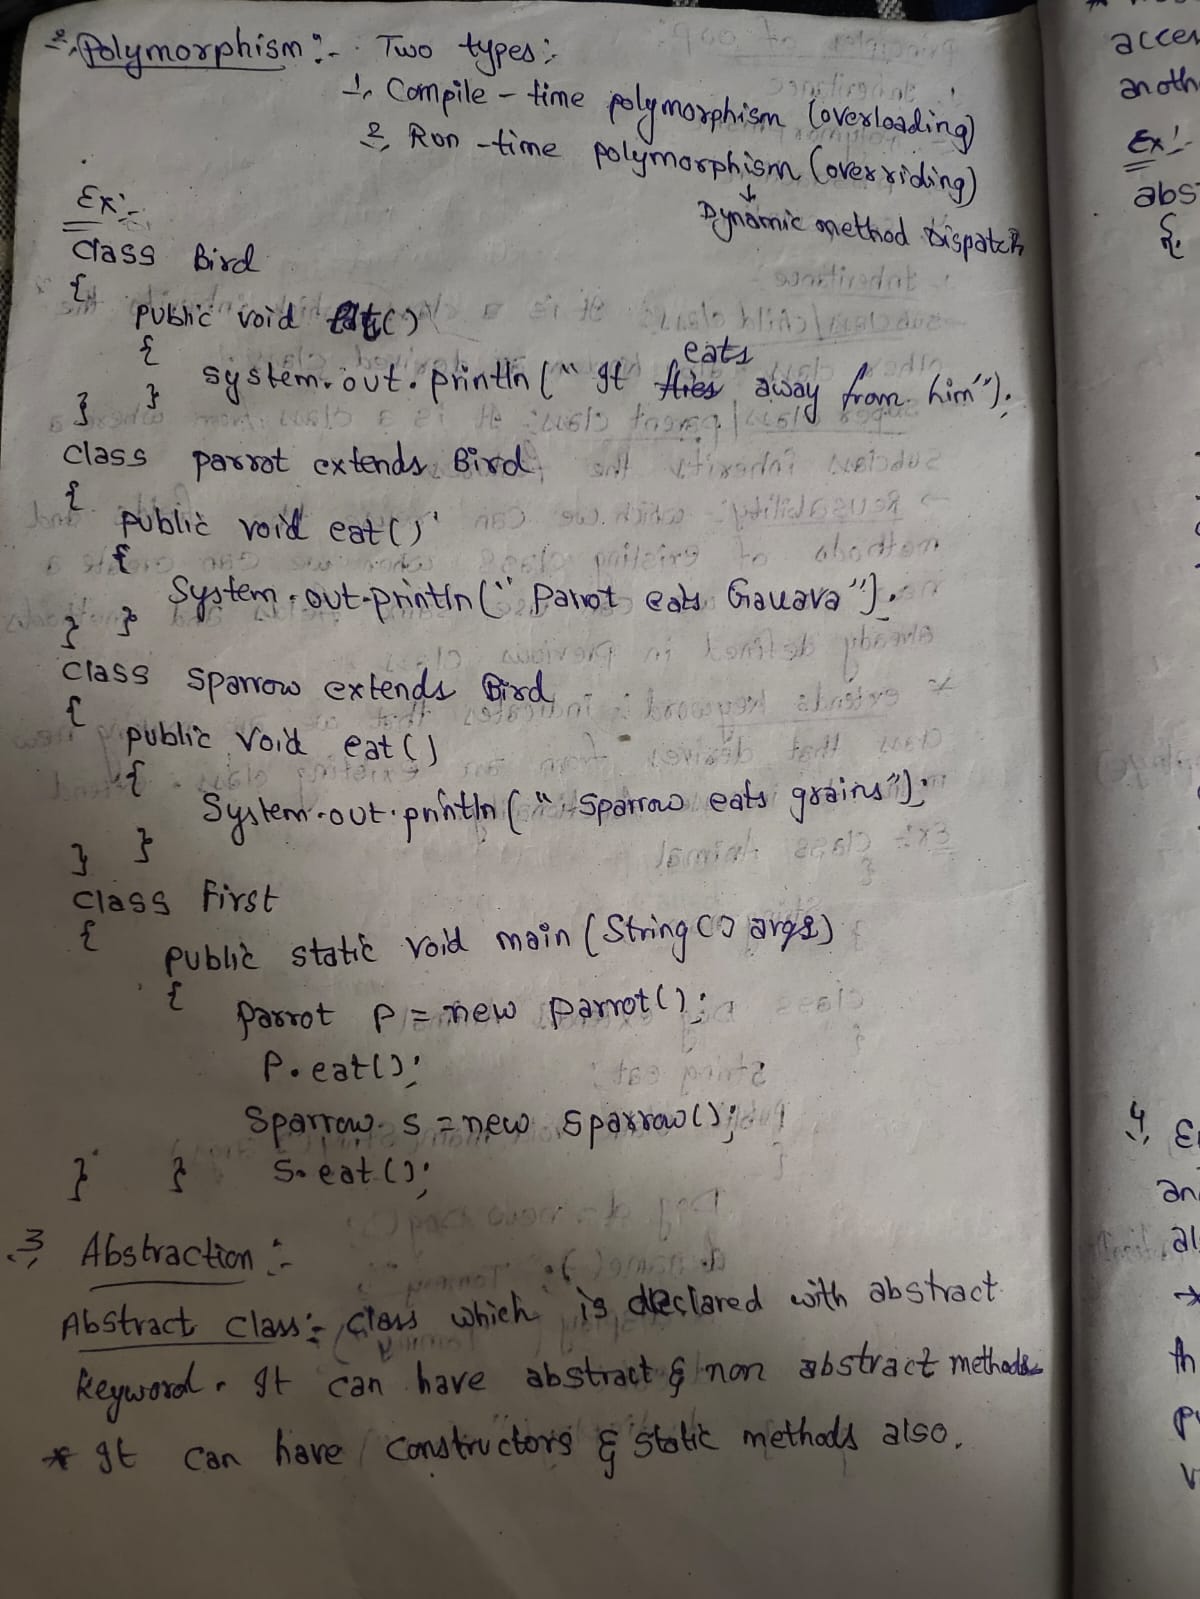 2, Polymorphism :- Two types :-
1, Compile - time polymorphism (overloading)
2, Run - time polymorphism (overriding)
↓
Dynamic method Dispatch
Ex:-
Class Bird
{
public void eat()
{
eats
System.out.println(" It flies away from him");
} }
Class parrot extends Bird
{
public void eat()
{
System.out.println(" Parrot eats Gauava").
} }
Class Sparrow extends Bird
{
public void eat()
{
System.out.println(" Sparrow eats grains");
} }
Class First
{
public static void main (String[] args)
{
parrot p = new parrot();
P.eat();
Sparrow s = new Sparrow();
} } S.eat();
3, Abstraction :-
Abstract Class:- Class which is declared with abstract
keyword. It can have abstract & non abstract methods
* It can have constructors & static methods also.
acces
anoth
Ex:-
abs
{
4, E
an
al
*
th
pu
v